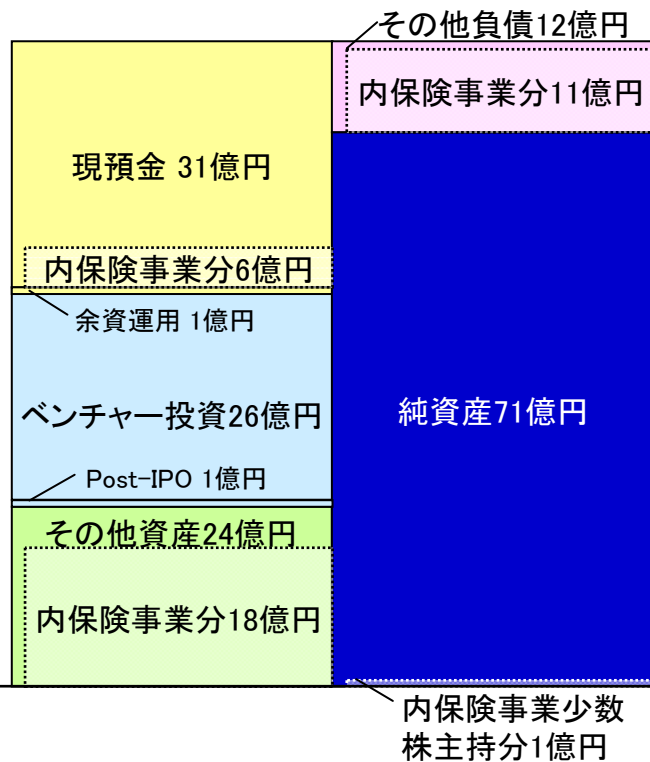 その他負債12億円
内保険事業分11億円
現預金 31億円
内保険事業分6億円
余資運用 1億円
ベンチャー投資26億円
純資産71億円
Post-IPO 1億円
その他資産24億円
内保険事業分18億円
内保険事業少数
株主持分1億円